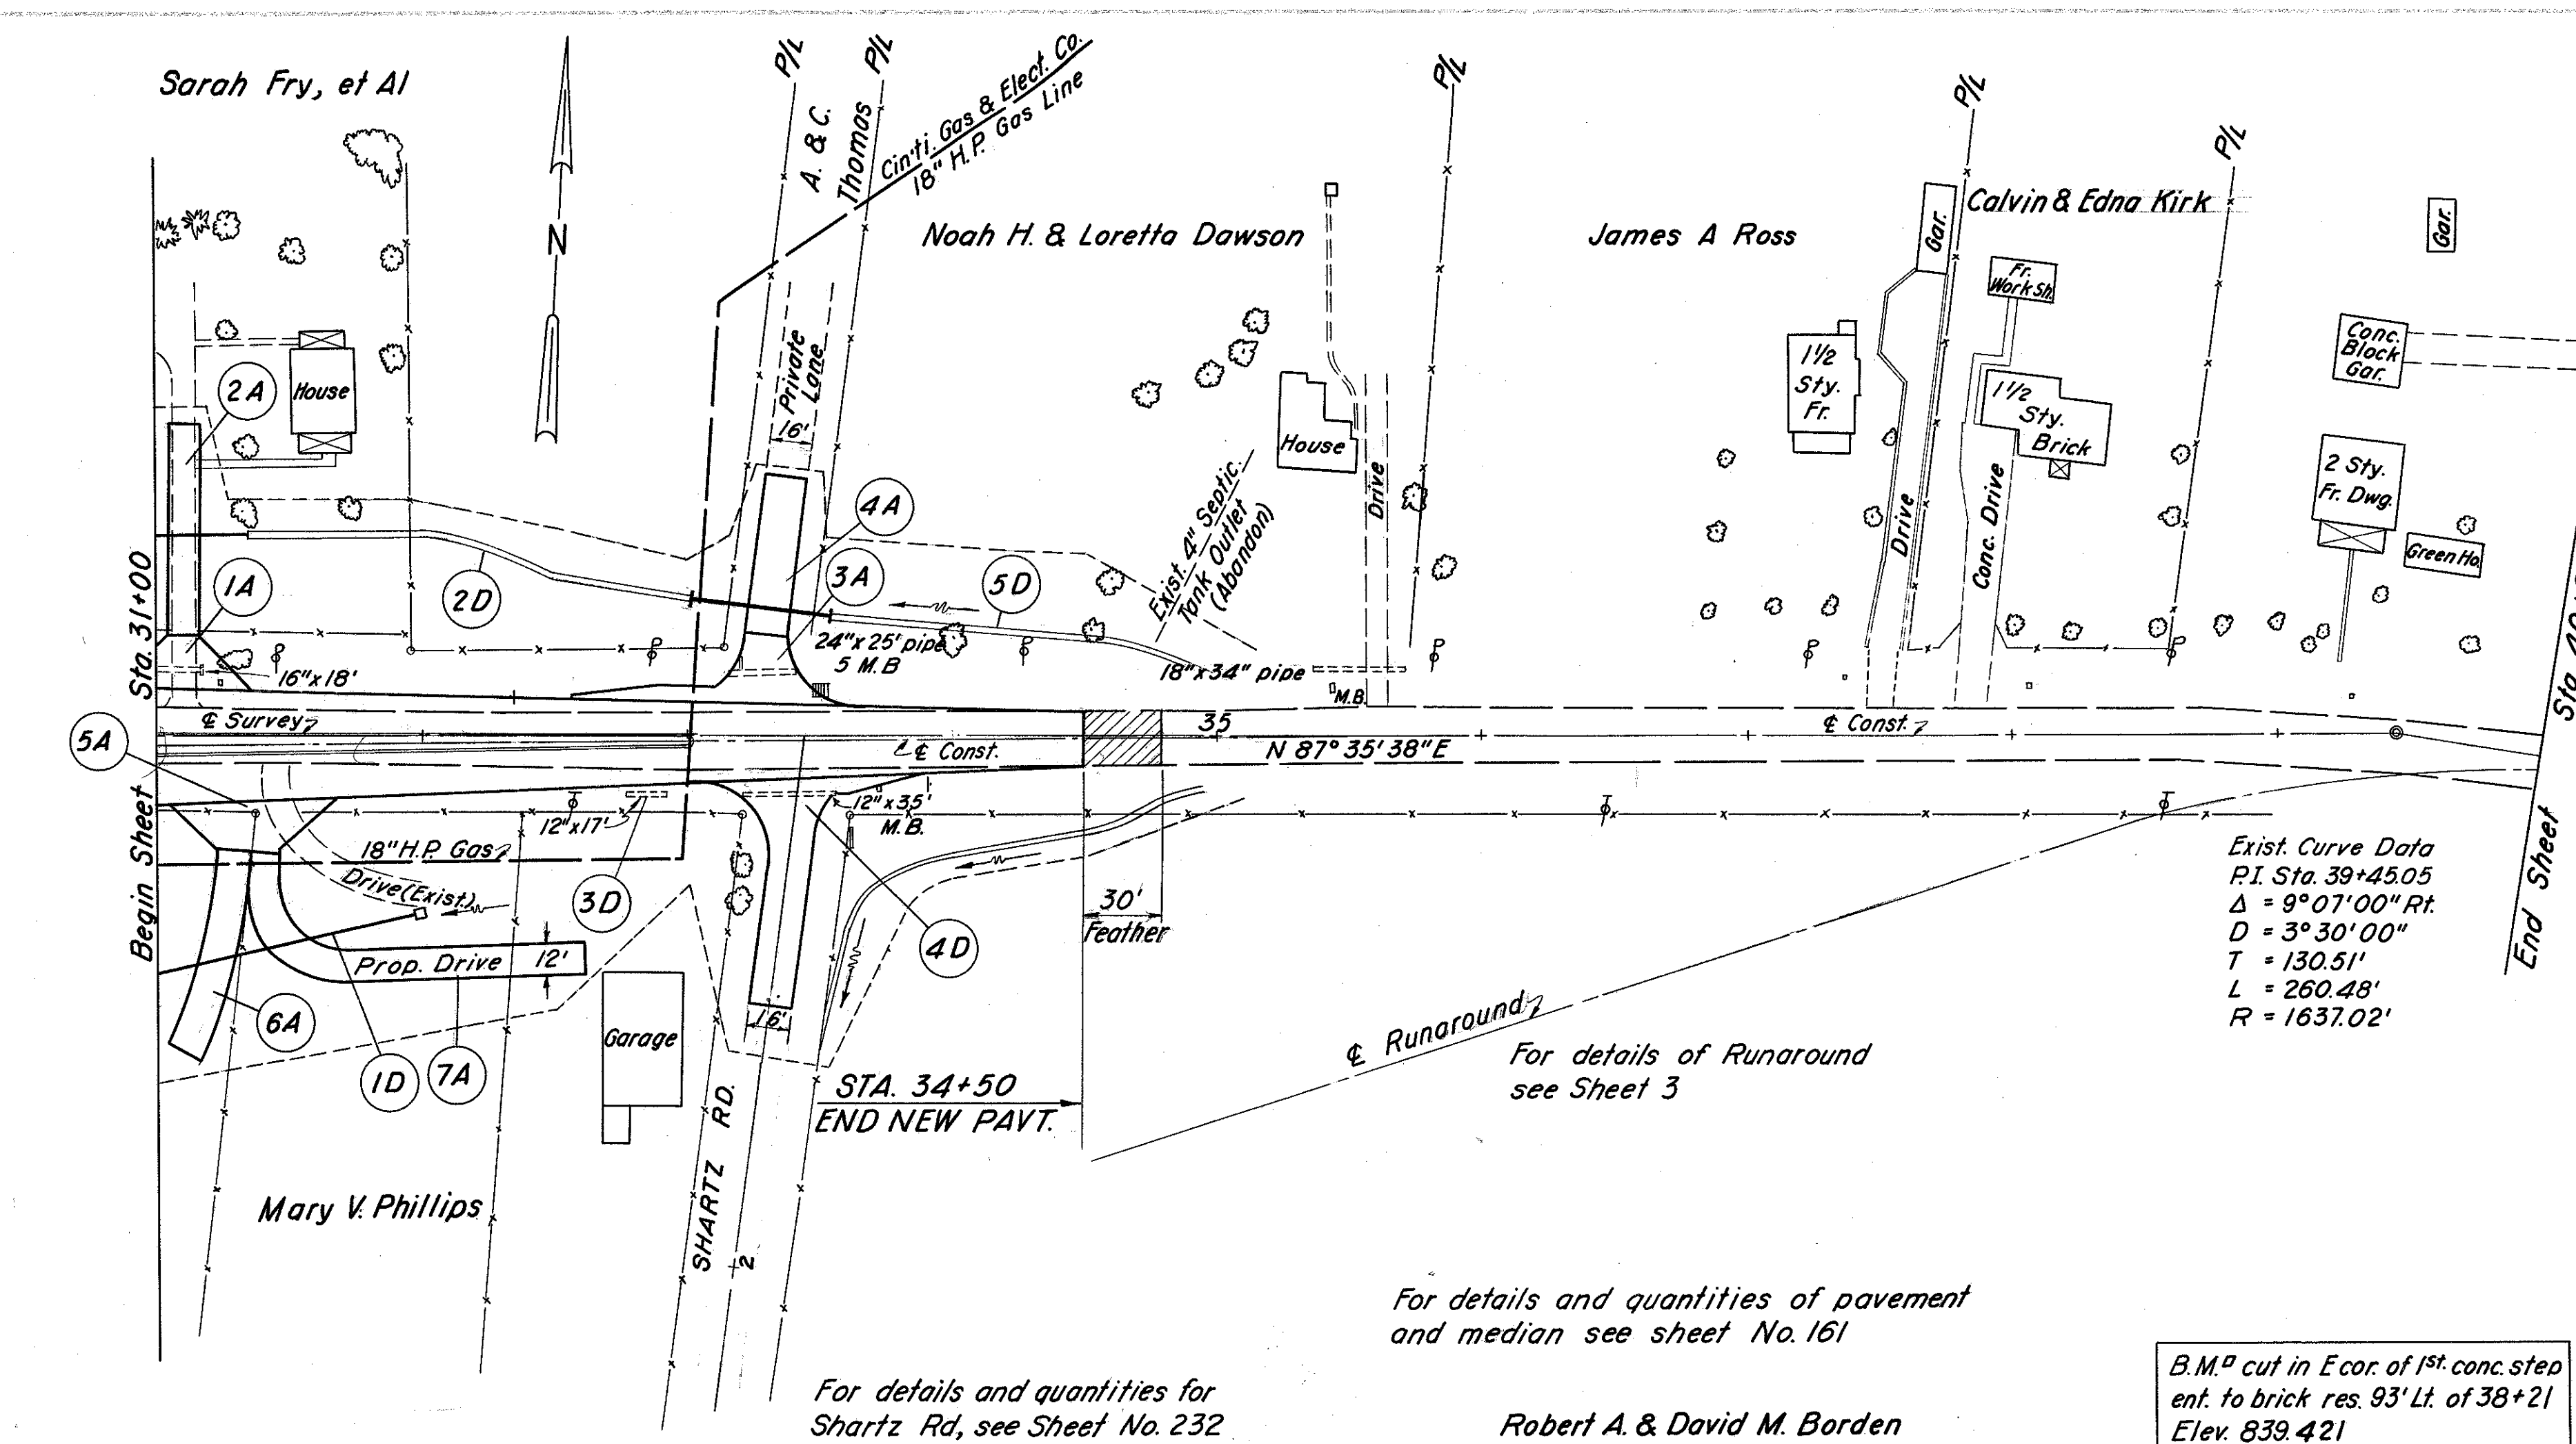 Sarah Fry, et Al
P/L
P/L
A. & C.
Thomas
Cin'ti. Gas & Elect. Co.
18" H.P. Gas Line
P/L
P/L
P/L
N
Noah H. & Loretta Dawson
James A Ross
Calvin & Edna Kirk
Gar.
Gar.
Fr.
Work Sh.
Conc.
Block
Gar.
House
2A
Private
Lane
16'
House
Drive
1 1/2
Sty.
Fr.
1 1/2
Sty.
Brick
2 Sty.
Fr. Dwg.
Green Ho.
Drive
Conc. Drive
4A
3A
Exist. 4" Septic.
Tank Outlet
(Abandon)
1A
2D
5D
24"x25' pipe
5 M.B
16"x18'
18"x34" pipe
M.B.
Begin Sheet Sta. 31+00
5A
℄ Survey
℄ Const.
35
N 87° 35' 38" E
℄ Const.
End Sheet
12"x17'
12"x35'
M.B.
18" H.P. Gas
Drive (Exist.)
3D
4D
30'
Feather
Prop. Drive 12'
6A
1D
7A
Garage
16'
SHARTZ RD.
2
STA. 34+50
END NEW PAVT.
℄ Runaround
For details of Runaround
see Sheet 3
Exist. Curve Data
P.I. Sta. 39+45.05
Δ = 9°07'00" Rt.
D = 3°30'00"
T = 130.51'
L = 260.48'
R = 1637.02'
Mary V. Phillips
For details and quantities of pavement
and median see sheet No. 161
For details and quantities for
Shartz Rd, see Sheet No. 232
Robert A. & David M. Borden
B.M.□ cut in E cor. of 1st. conc. step
ent. to brick res. 93' Lt. of 38+21
Elev. 839.421